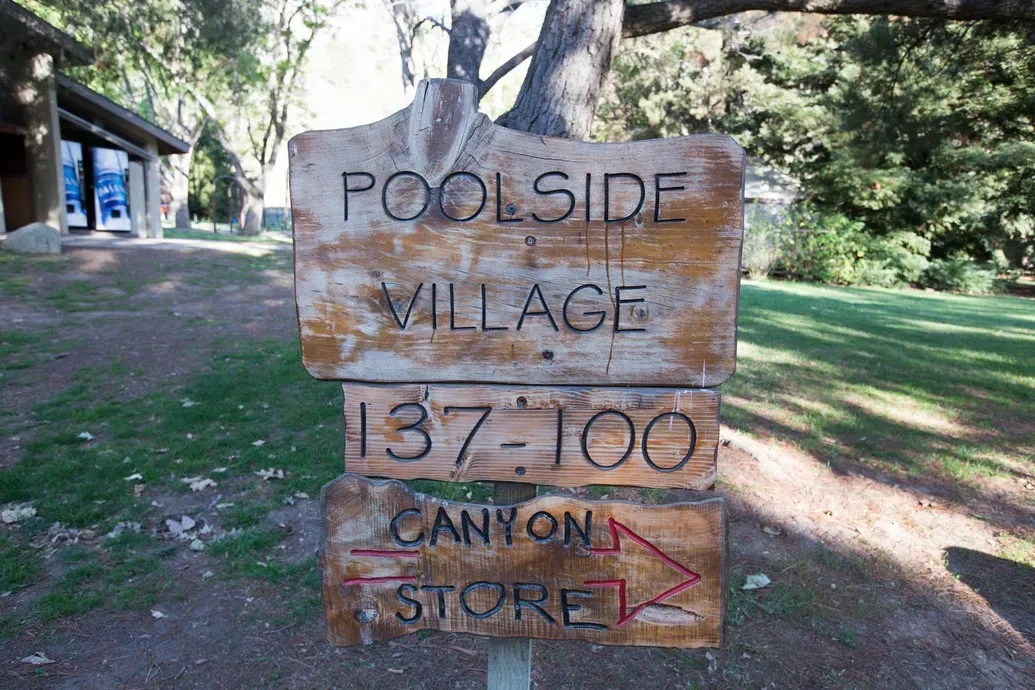 POOLSIDE
VILLAGE
137-100
CANYON
STORE